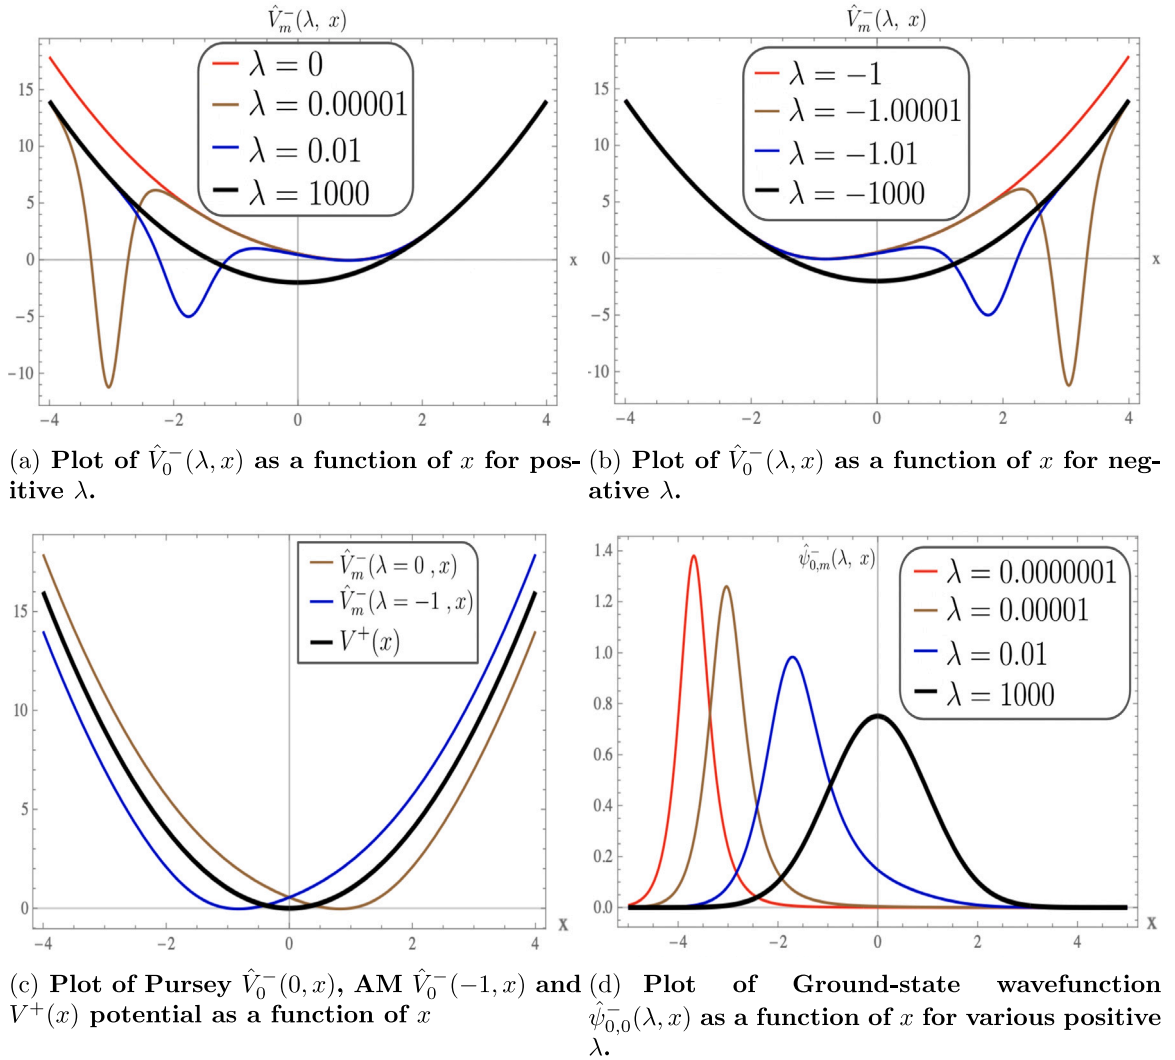 V̂ₘ⁻(λ, x)
λ = 0
λ = 0.00001
λ = 0.01
λ = 1000
15
10
5
0
−5
−10
−4 −2 0 2 4
x
(a) Plot of V̂₀⁻(λ, x) as a function of x for pos-
itive λ.
V̂ₘ⁻(λ, x)
λ = −1
λ = −1.00001
λ = −1.01
λ = −1000
15
10
5
0
−5
-10
−4 −2 0 2 4
x
(b) Plot of V̂₀⁻(λ, x) as a function of x for neg-
ative λ.
V̂ₘ⁻(λ = 0 , x)
V̂ₘ⁻(λ = −1 , x)
V⁺(x)
15
10
5
0
−4 −2 0 2 4
X
(c) Plot of Pursey V̂₀⁻(0, x), AM V̂₀⁻(−1, x) and
V⁺(x) potential as a function of x
ψ̂₀,ₘ⁻(λ, x)
λ = 0.0000001
λ = 0.00001
λ = 0.01
λ = 1000
1.4
1.2
1.0
0.8
0.6
0.4
0.2
0.0
−4 −2 0 2 4
X
(d) Plot of Ground-state wavefunction
ψ̂₀,₀⁻(λ, x) as a function of x for various positive
λ.